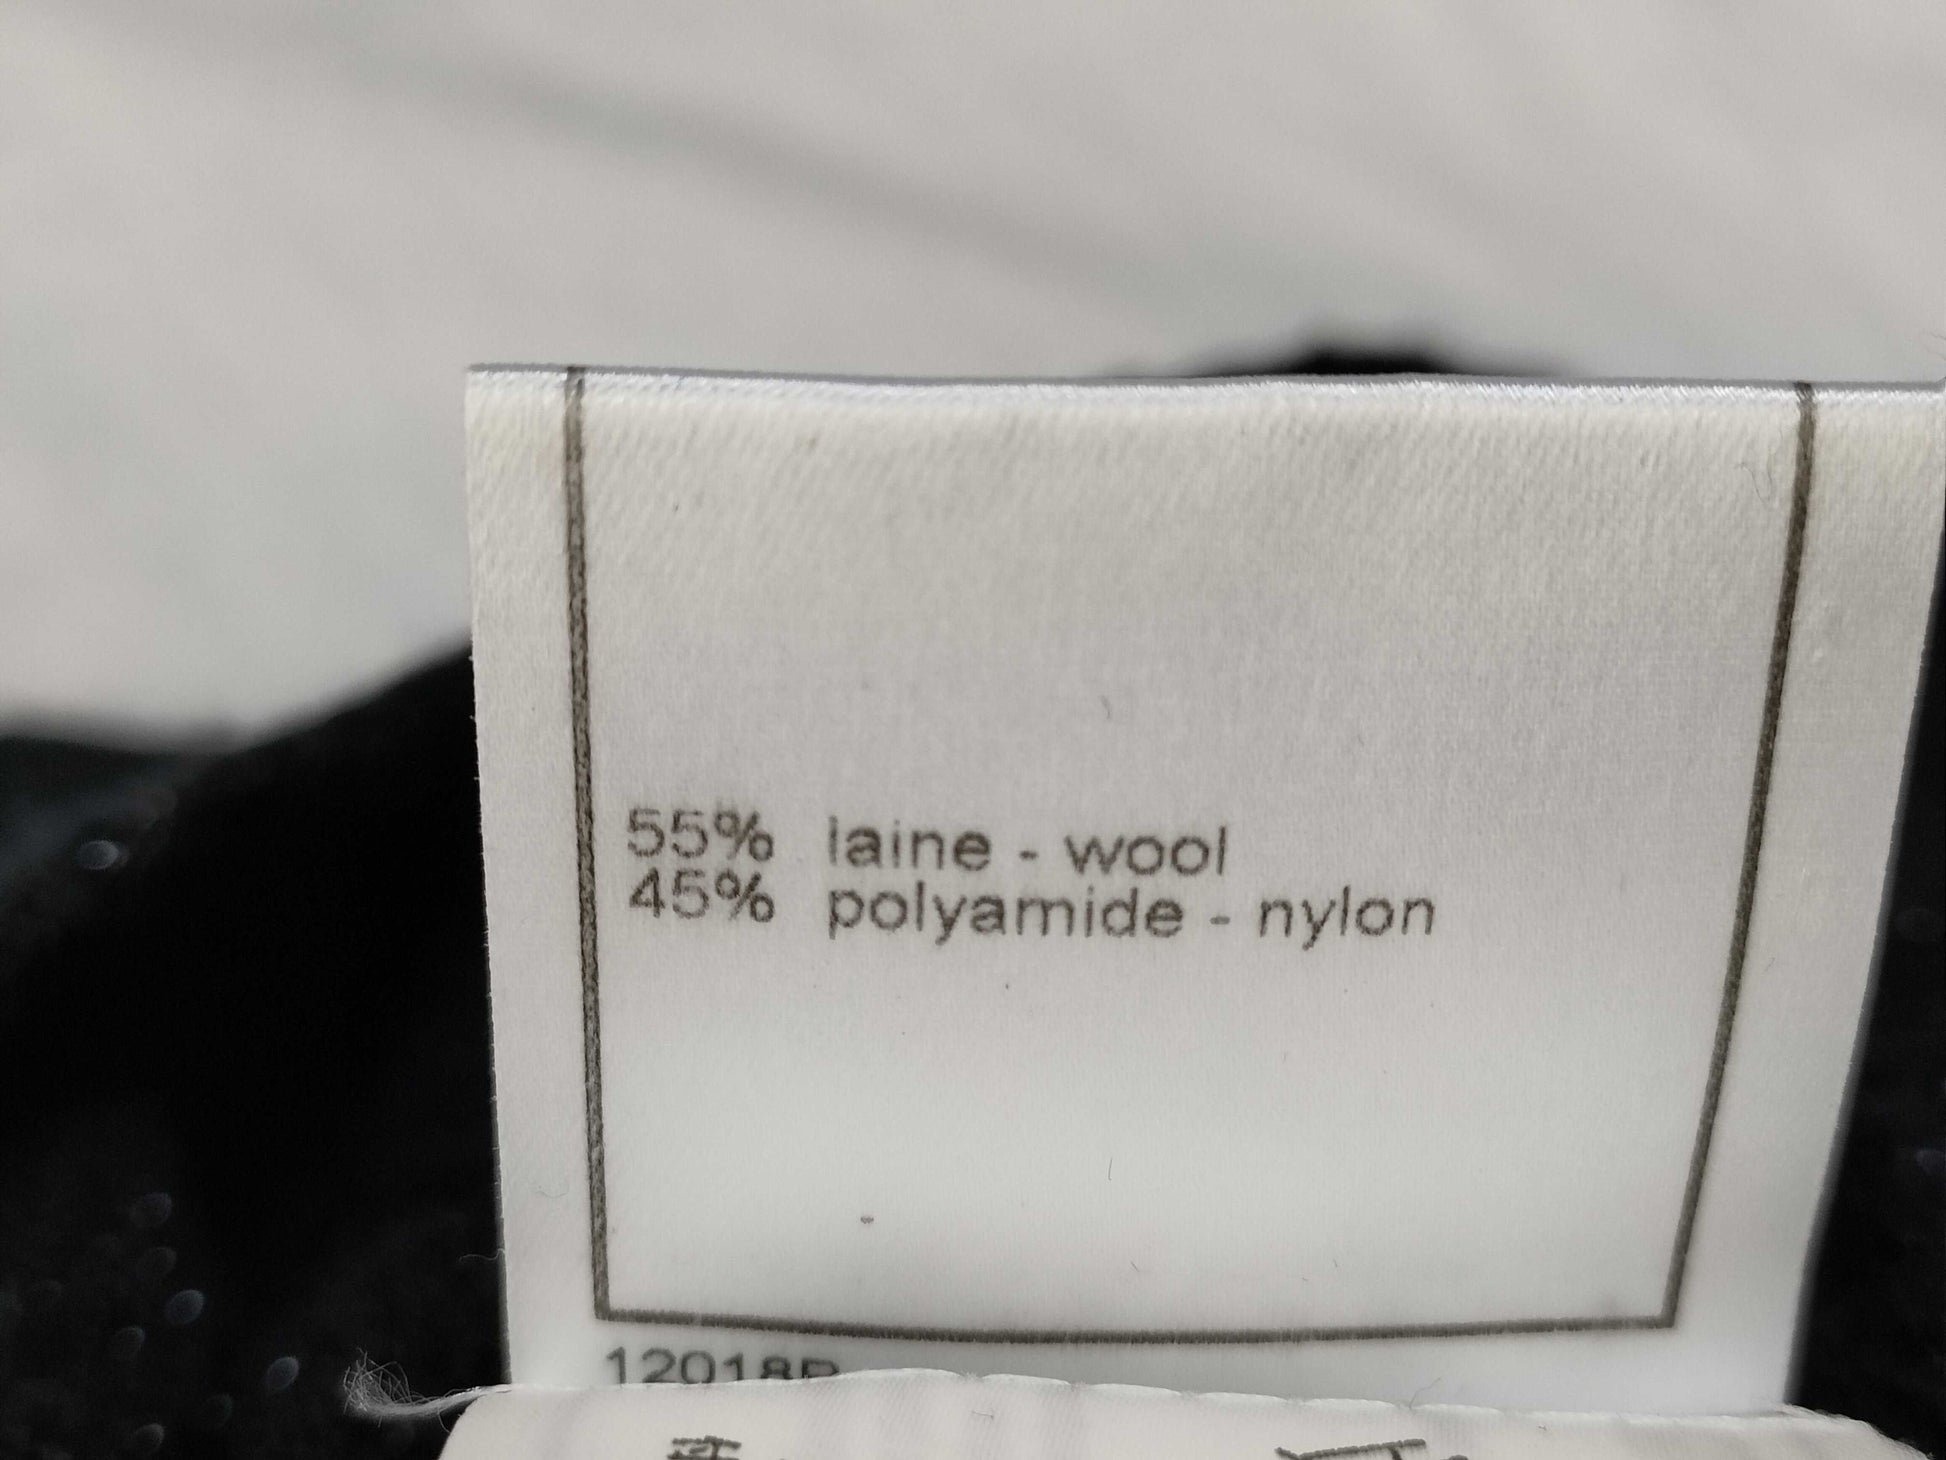 55% laine - wool
45% polyamide - nylon